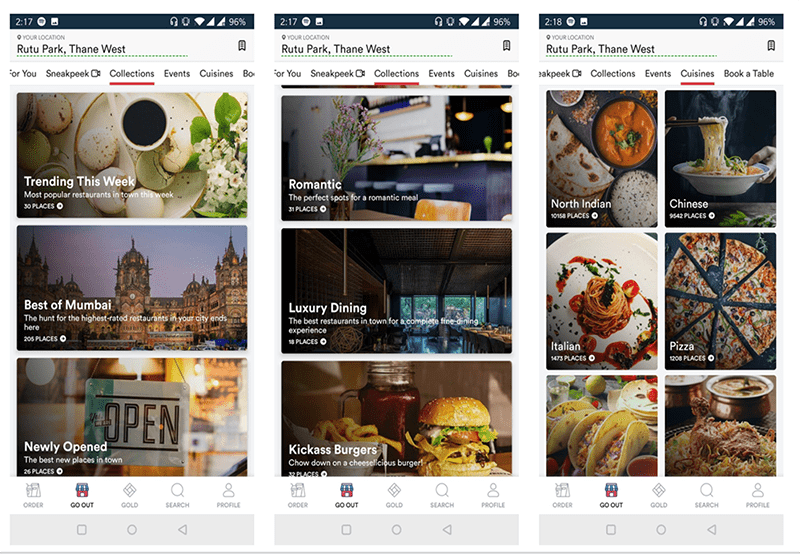 2:17
96%
YOUR LOCATION
Rutu Park, Thane West
For You Sneakpeek Collections Events Cuisines Boo
Trending This Week
Most popular restaurants in town this week
30 PLACES
Best of Mumbai
The hunt for the highest-rated restaurants in your city ends
here
205 PLACES
OPEN
Newly Opened
The best new places in town
26 PLACES
ORDER GO OUT GOLD SEARCH PROFILE
2:17
96%
YOUR LOCATION
Rutu Park, Thane West
For You Sneakpeek Collections Events Cuisines Boo
Romantic
The perfect spots for a romantic meal
31 PLACES
Luxury Dining
The best restaurants in town for a complete fine-dining
experience
18 PLACES
Kickass Burgers
Chow down on a cheeselicious burger!
32 PLACES
ORDER GO OUT GOLD SEARCH PROFILE
2:18
96%
YOUR LOCATION
Rutu Park, Thane West
eakpeek Collections Events Cuisines Book a Table
North Indian
10158 PLACES
Chinese
9542 PLACES
Italian
1473 PLACES
Pizza
1208 PLACES
ORDER GO OUT GOLD SEARCH PROFILE